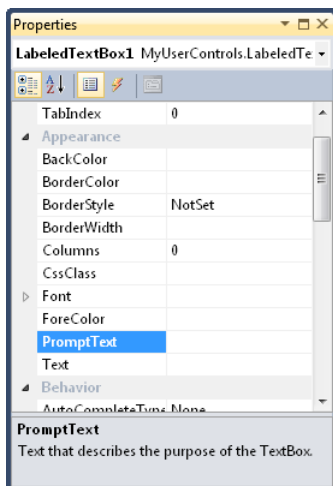 Properties
LabeledTextBox1 MyUserControls.LabeledTe
TabIndex 0
Appearance
BackColor
BorderColor
BorderStyle NotSet
BorderWidth
Columns 0
CssClass
Font
ForeColor
PromptText
Text
Behavior
AutoCompleteType None
PromptText
Text that describes the purpose of the TextBox.